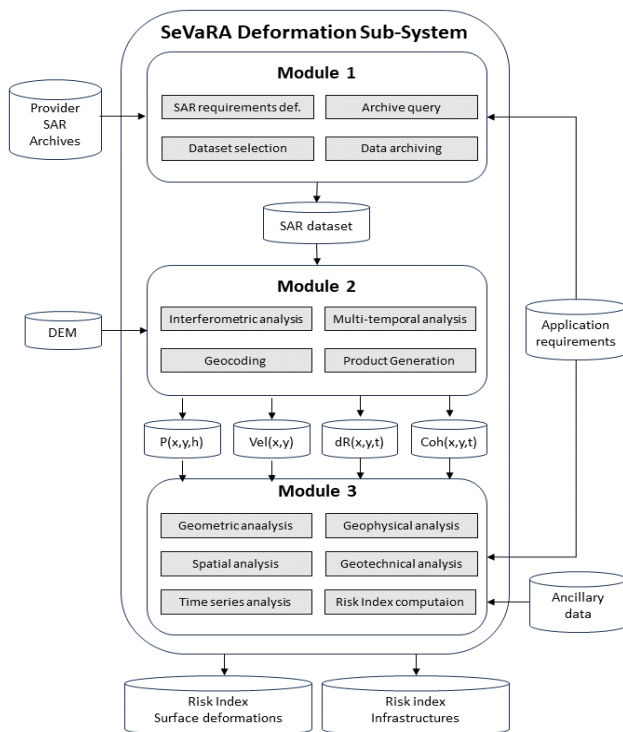 SeVaRA Deformation Sub-System
Module 1
SAR requirements def.
Archive query
Dataset selection
Data archiving
Provider
SAR
Archives
SAR dataset
Module 2
Interferometric analysis
Multi-temporal analysis
Geocoding
Product Generation
DEM
Application
requirements
P(x,y,h)
Vel(x,y)
dR(x,y,t)
Coh(x,y,t)
Module 3
Geometric anaalysis
Geophysical analysis
Spatial analysis
Geotechnical analysis
Time series analysis
Risk Index computaion
Ancillary
data
Risk Index
Surface deformations
Risk index
Infrastructures